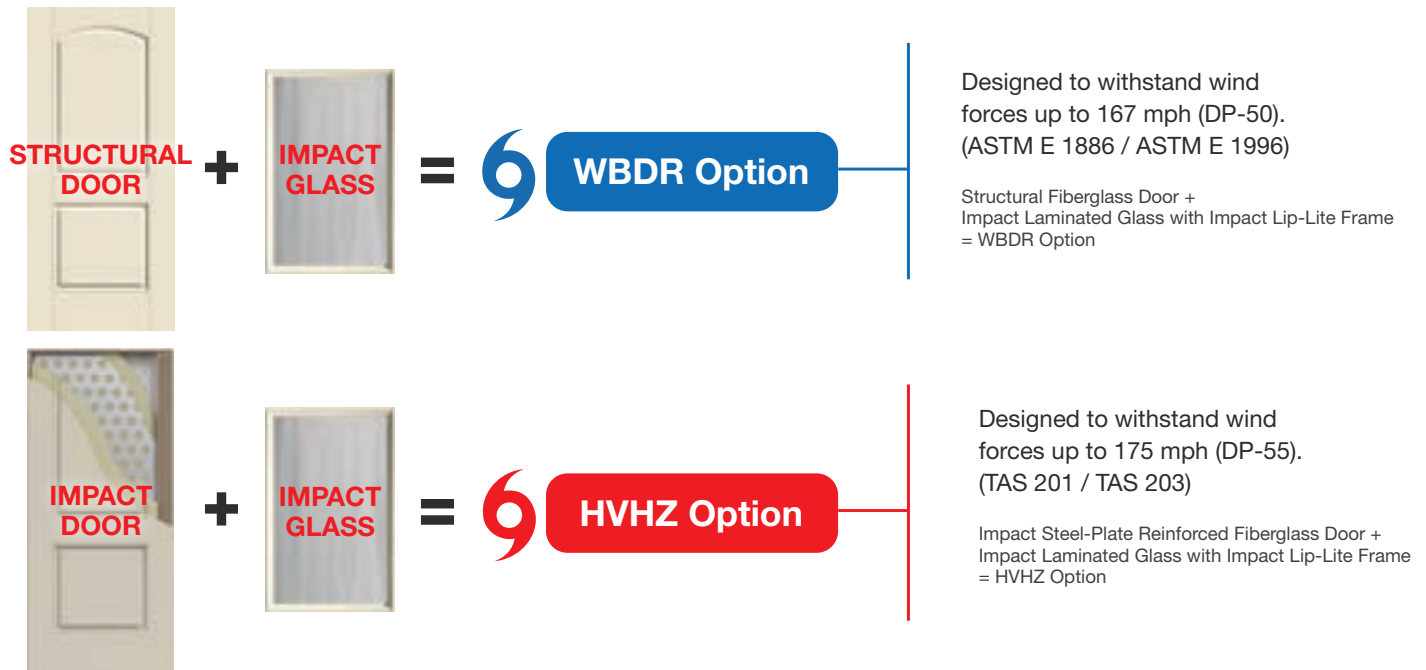 STRUCTURAL
DOOR
+
IMPACT
GLASS
=
WBDR Option
Designed to withstand wind
forces up to 167 mph (DP-50).
(ASTM E 1886 / ASTM E 1996)
Structural Fiberglass Door +
Impact Laminated Glass with Impact Lip-Lite Frame
= WBDR Option
IMPACT
DOOR
+
IMPACT
GLASS
=
HVHZ Option
Designed to withstand wind
forces up to 175 mph (DP-55).
(TAS 201 / TAS 203)
Impact Steel-Plate Reinforced Fiberglass Door +
Impact Laminated Glass with Impact Lip-Lite Frame
= HVHZ Option